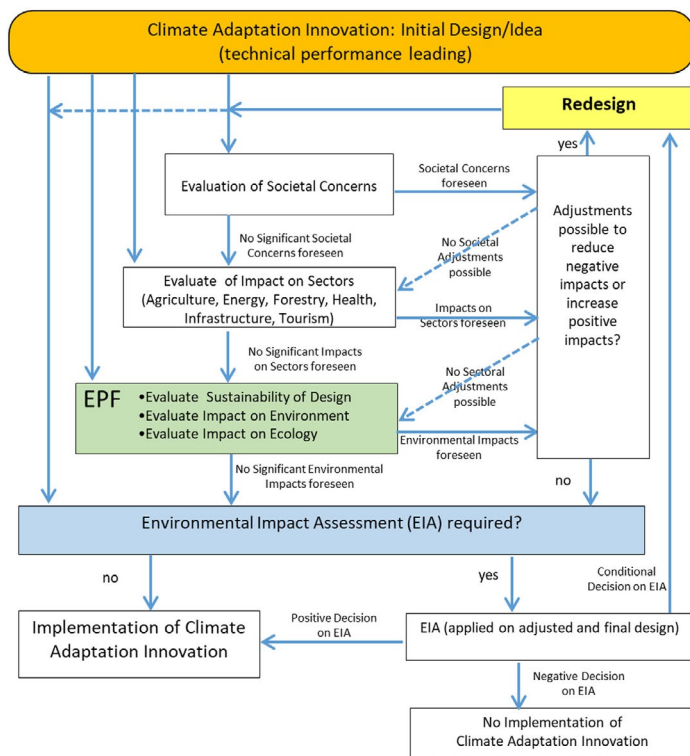 Climate Adaptation Innovation: Initial Design/Idea
(technical performance leading)
Redesign
yes
Evaluation of Societal Concerns
Societal Concerns
foreseen
Adjustments
possible to
reduce
negative
impacts or
increase
positive
impacts?
No Significant Societal
Concerns foreseen
No Societal
Adjustments
possible
Evaluate of Impact on Sectors
(Agriculture, Energy, Forestry, Health,
Infrastructure, Tourism)
Impacts on
Sectors foreseen
No Significant Impacts
on Sectors foreseen
No Sectoral
Adjustments
possible
EPF
•Evaluate Sustainability of Design
•Evaluate Impact on Environment
•Evaluate Impact on Ecology
Environmental Impacts
foreseen
No Significant Environmental
Impacts foreseen
no
Environmental Impact Assessment (EIA) required?
no
yes
Conditional
Decision on EIA
Implementation of Climate
Adaptation Innovation
Positive Decision
on EIA
EIA (applied on adjusted and final design)
Negative Decision
on EIA
No Implementation of
Climate Adaptation Innovation